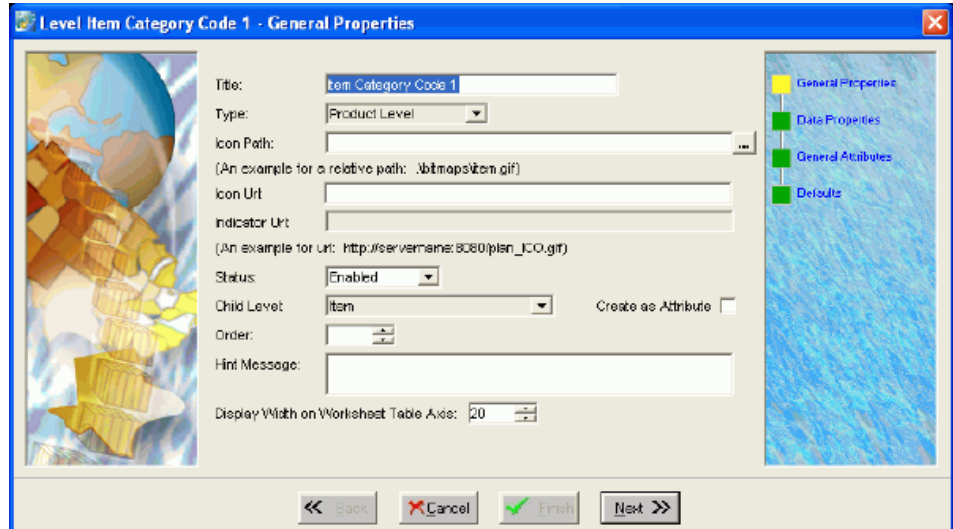 Level Item Category Code 1 - General Properties
Title: Item Category Code 1
Type: Product Level
Icon Path: ...
(An example for a relative path: .\bitmaps\item.gif)
Icon Url:
Indicator Url:
(An example for url: http://servername:8080/plan_ICO.gif)
Status: Enabled
Child Level: Item Create as Attribute
Order:
Hint Message:
Display Width on Worksheet Table Axis: 20
General Properties
Data Properties
General Attributes
Defaults
Back Cancel Finish Next